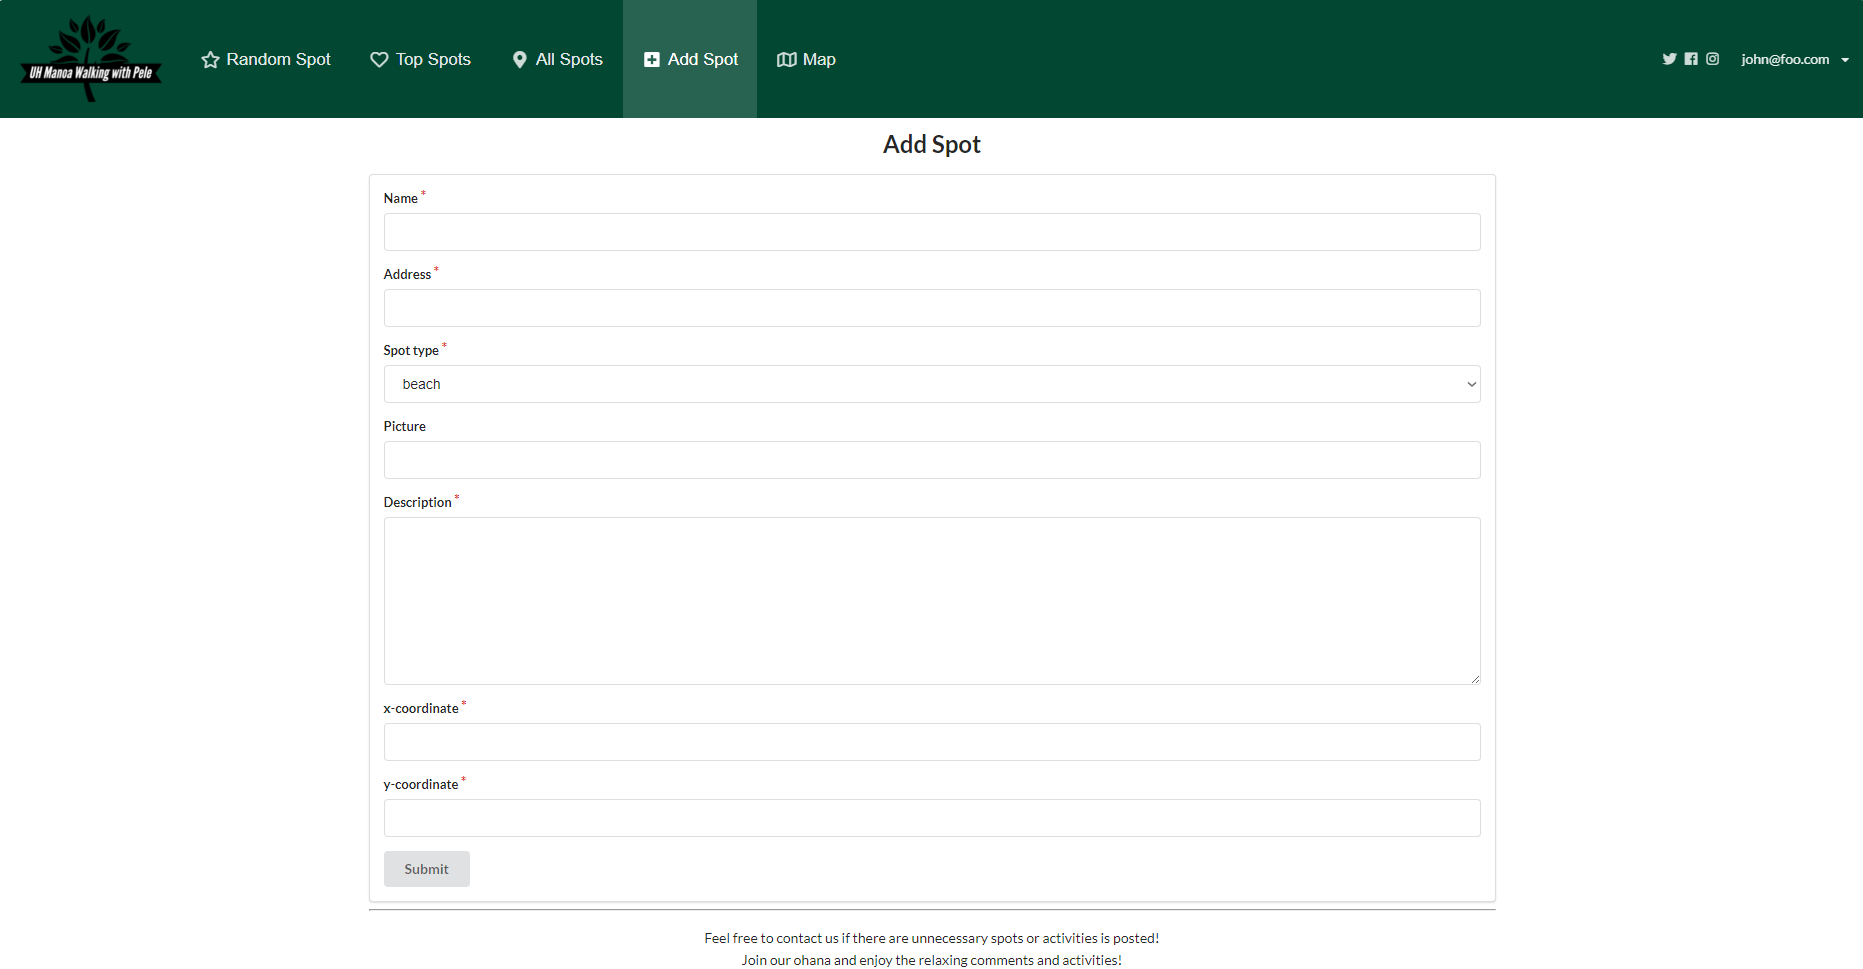 UH Manoa Walking with Pele
Random Spot Top Spots All Spots Add Spot Map john@foo.com
Add Spot
Name *
Address *
Spot type *
beach
Picture
Description *
x-coordinate *
y-coordinate *
Submit
Feel free to contact us if there are unnecessary spots or activities is posted!
Join our ohana and enjoy the relaxing comments and activities!